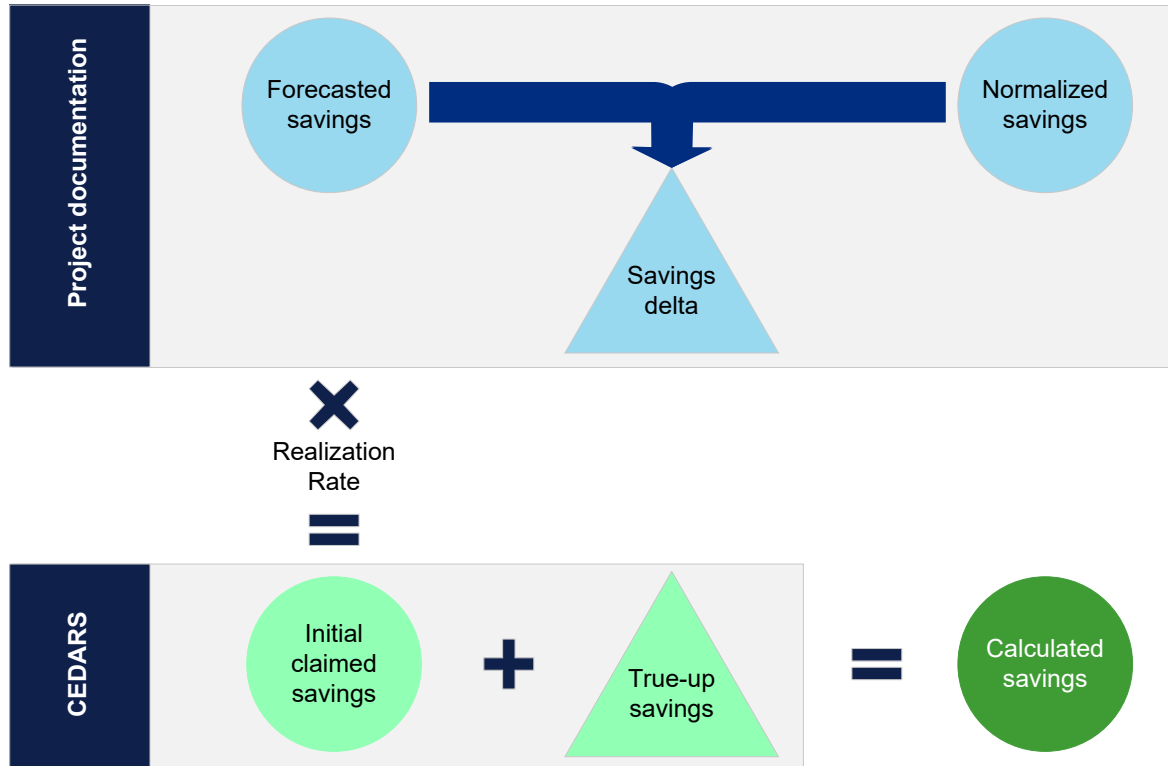 Project documentation
Forecasted
savings
Normalized
savings
Savings
delta
Realization
Rate
CEDARS
Initial
claimed
savings
True-up
savings
Calculated
savings